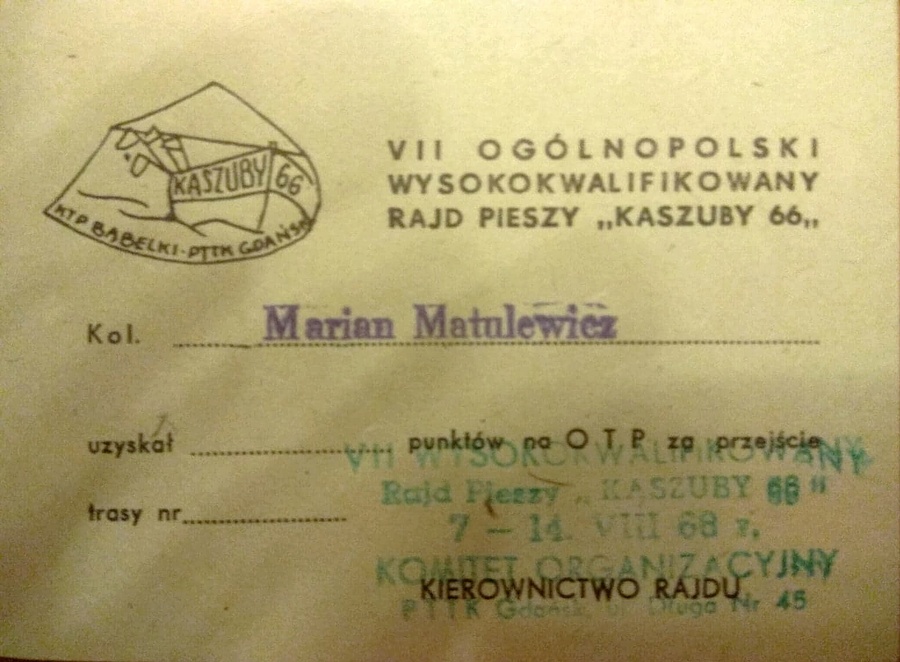 KASZUBY 66
KTP BĄBELKI-PTTK GDAŃSK
VII OGÓLNOPOLSKI
WYSOKOKWALIFIKOWANY
RAJD PIESZY „KASZUBY 66„
Kol. Marian Matulewicz
uzyskał punktów na O T P za przejście
trasy nr
VII WYSOKOKWALIFIKOWANY
Rajd Pieszy „KASZUBY 66"
7 - 14. VIII 68 r.
KOMITET ORGANIZACYJNY
KIEROWNICTWO RAJDU
PTTK Gdańsk, ul. Długa Nr 45